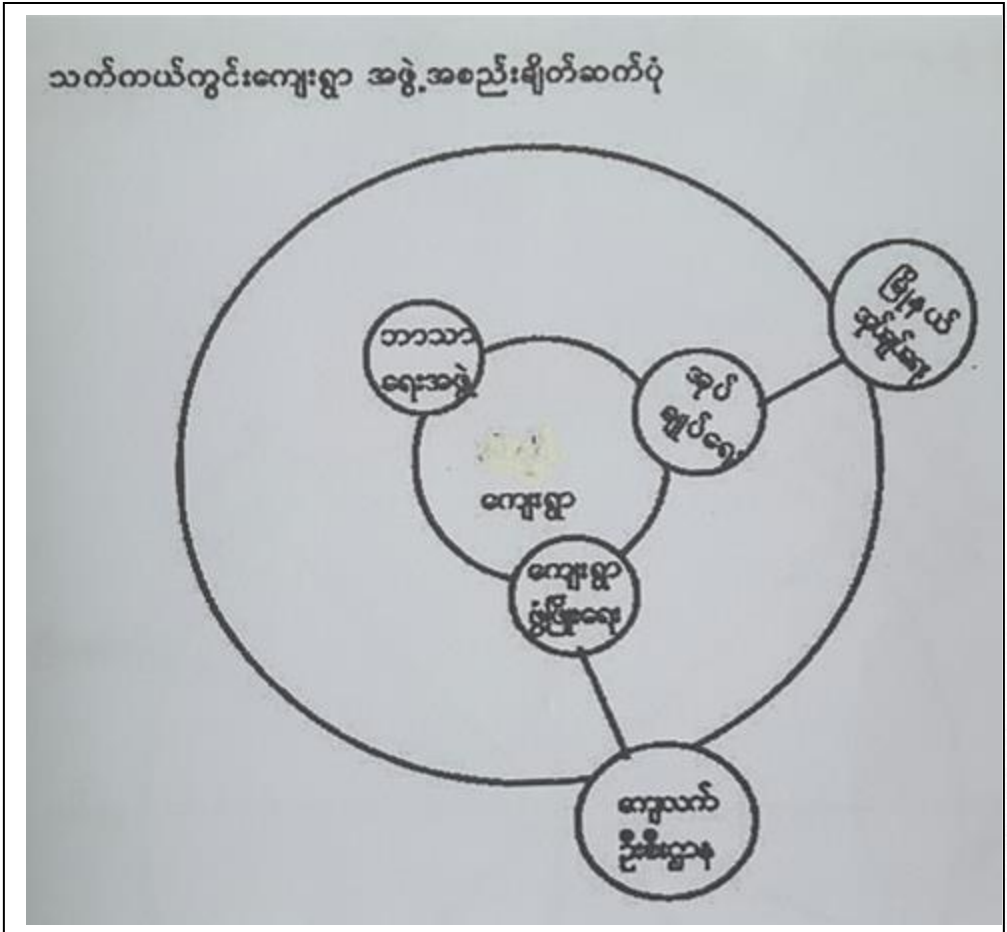 သက်ကယ်ကွင်းကျေးရွာ အဖွဲ့အစည်းချိတ်ဆက်ပုံ
မြို့နယ်
အုပ်ချုပ်ရေး
ဘာသာ
ရေးအဖွဲ့
အုပ်
ချုပ်ရေး
ကျေးရွာ
ကျေးရွာ
ဖွံ့ဖြိုးရေး
ကျေးလက်
ဦးစီးဌာန